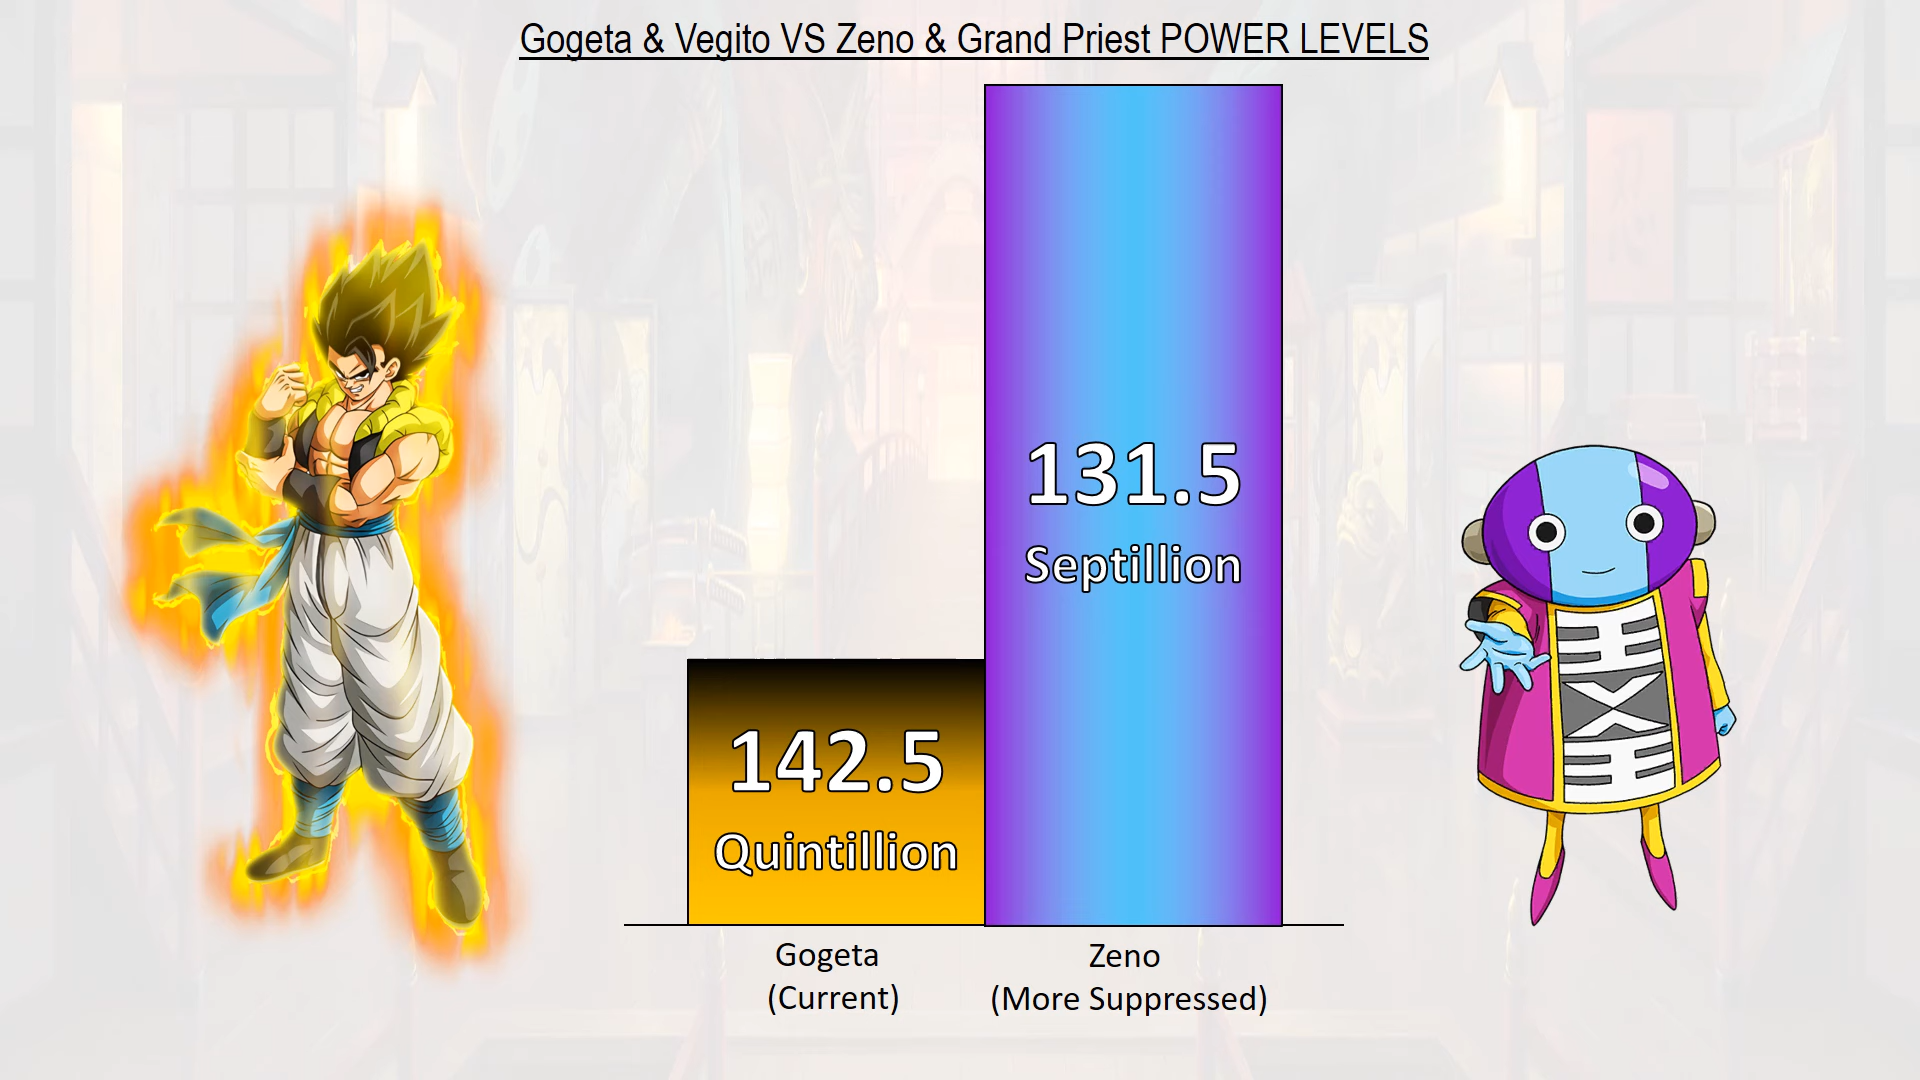 Gogeta & Vegito VS Zeno & Grand Priest POWER LEVELS
131.5
Septillion
142.5
Quintillion
Gogeta
(Current)
Zeno
(More Suppressed)